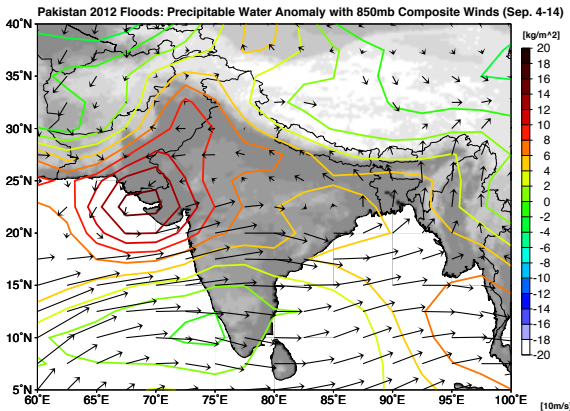 Pakistan 2012 Floods: Precipitable Water Anomaly with 850mb Composite Winds (Sep. 4-14)
[kg/m^2]
40°N
35°N
30°N
25°N
20°N
15°N
10°N
5°N
60°E 65°E 70°E 75°E 80°E 85°E 90°E 95°E 100°E
20
18
16
14
12
10
8
6
4
2
0
-2
-4
-6
-8
-10
-12
-14
-16
-18
-20
[10m/s]